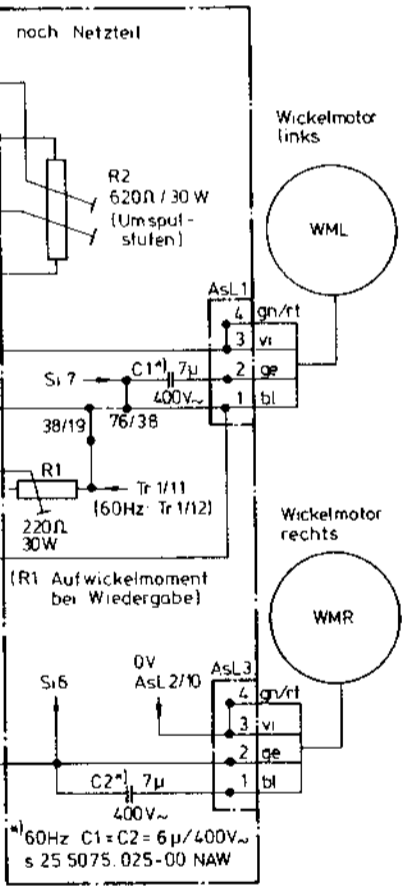 noch Netzteil
Wickelmotor
links
R2
620Ω/30 W
(Umspul-
stufen)
WML
AsL1
4 gn/rt
3 vi
Si 7
C1*) 7µ
2 ge
400V~
1 bl
38/19
76/38
R1
Tr 1/11
(60Hz: Tr 1/12)
220Ω
30W
Wickelmotor
rechts
(R1 Aufwickelmoment
bei Wiedergabe)
WMR
Si6
0V
AsL2/10
AsL3
4 gn/rt
3 vi
2 ge
C2*) 7µ
1 bl
400V~
*)60Hz C1=C2=6µ/400V~
s 25 5075.025-00 NAW